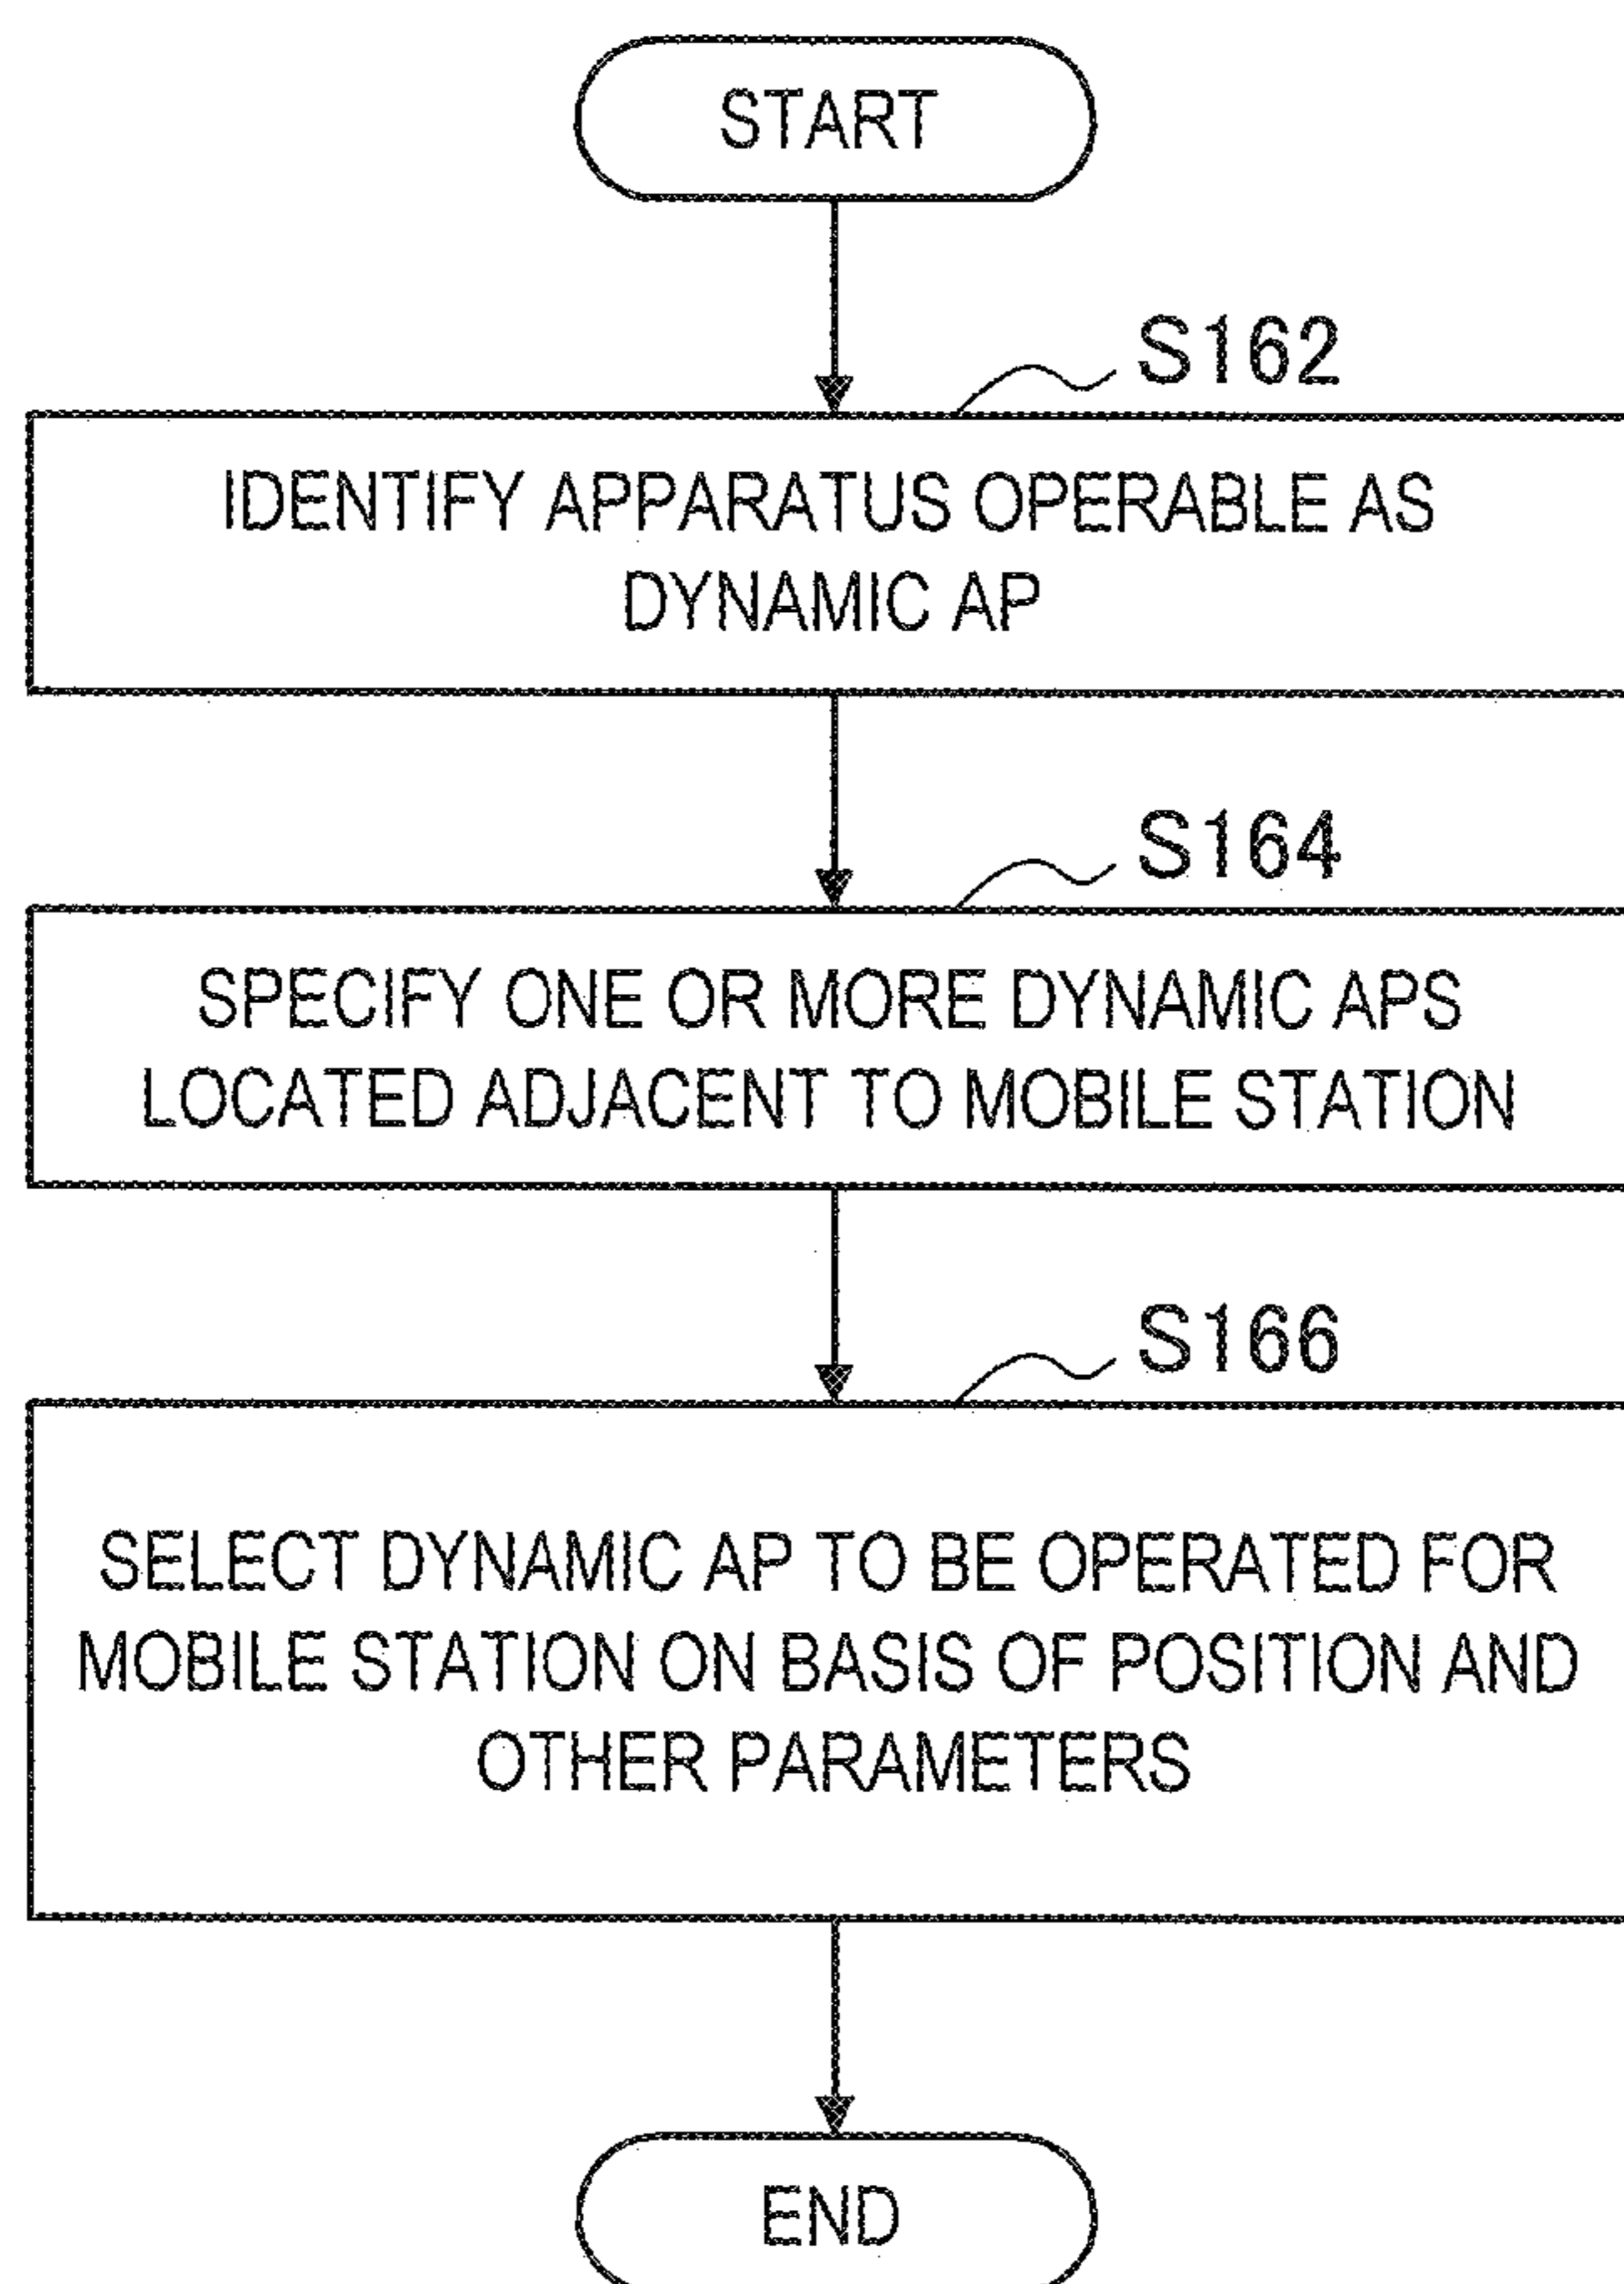 START
S162
IDENTIFY APPARATUS OPERABLE AS
DYNAMIC AP
S164
SPECIFY ONE OR MORE DYNAMIC APS
LOCATED ADJACENT TO MOBILE STATION
S166
SELECT DYNAMIC AP TO BE OPERATED FOR
MOBILE STATION ON BASIS OF POSITION AND
OTHER PARAMETERS
END